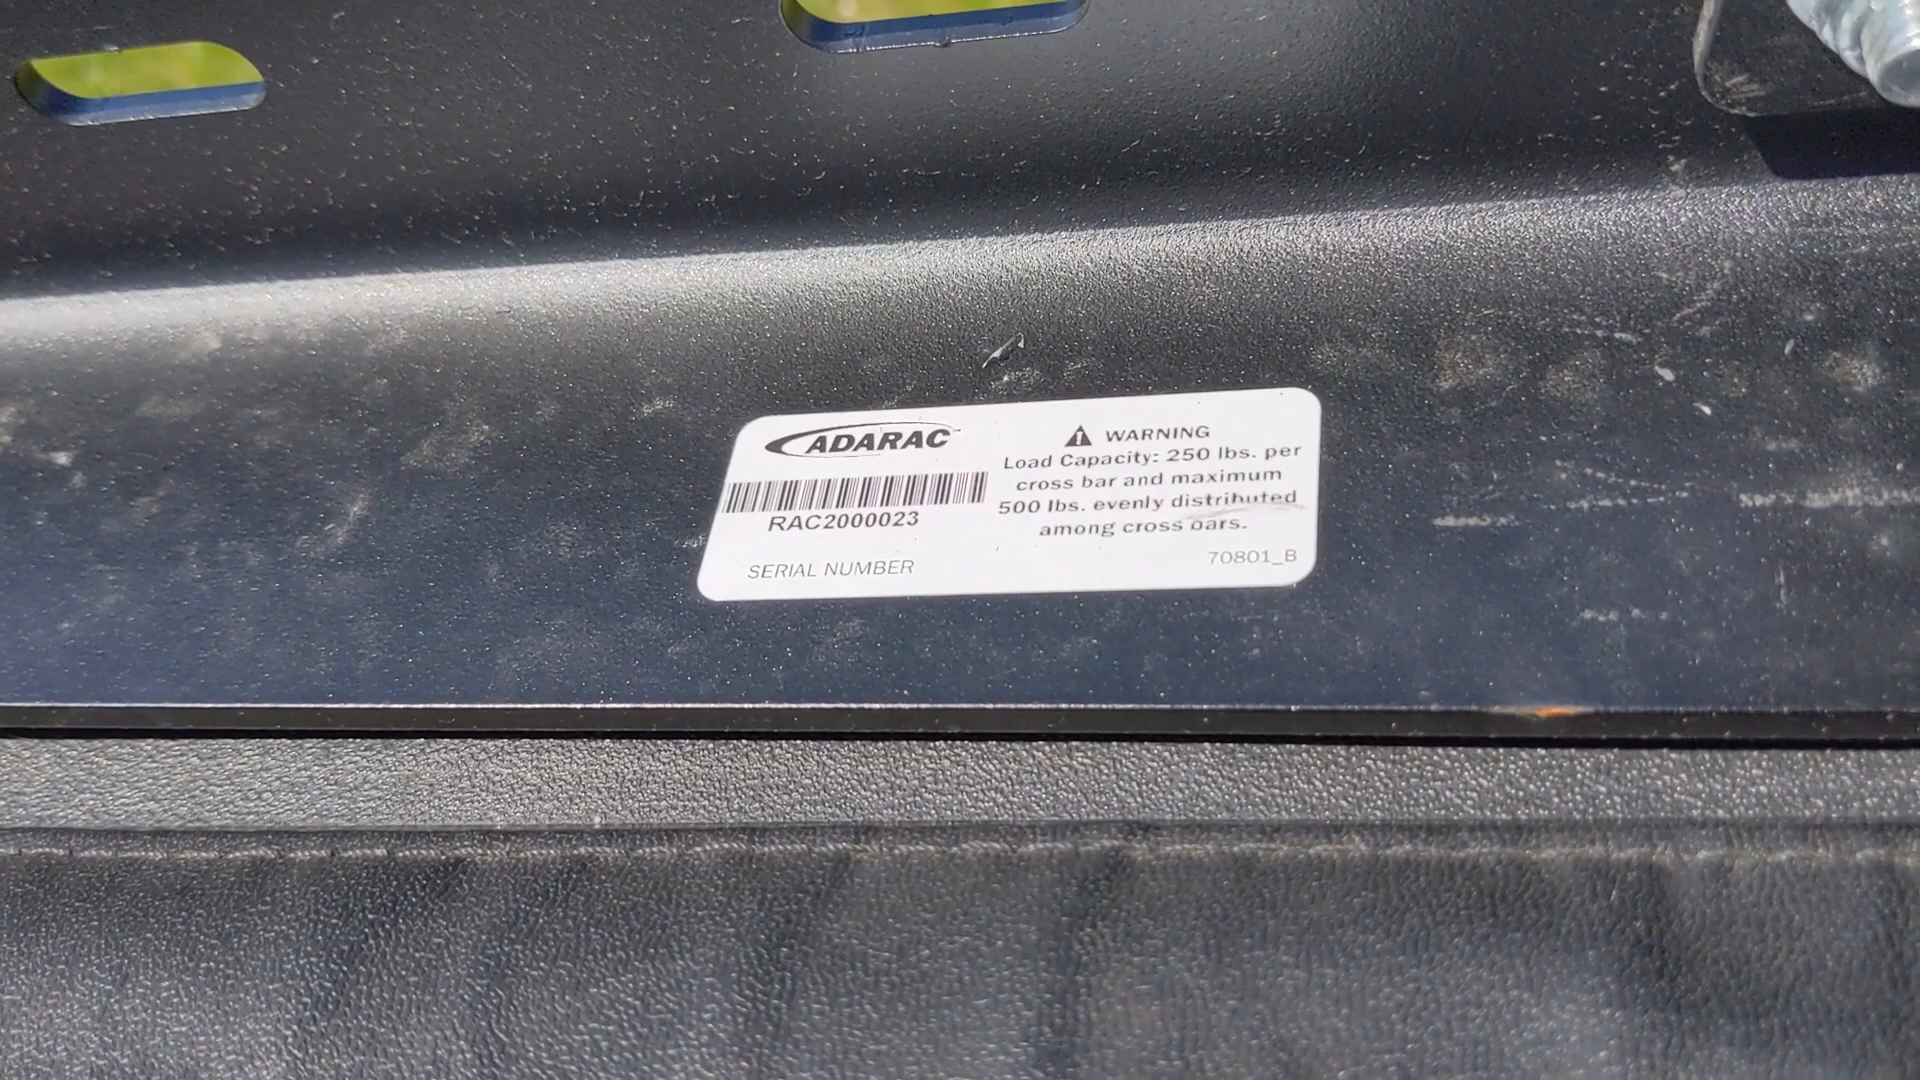 ADARAC™
RAC2000023
SERIAL NUMBER
WARNING
Load Capacity: 250 lbs. per
cross bar and maximum
500 lbs. evenly distributed
among cross bars.
70801_B